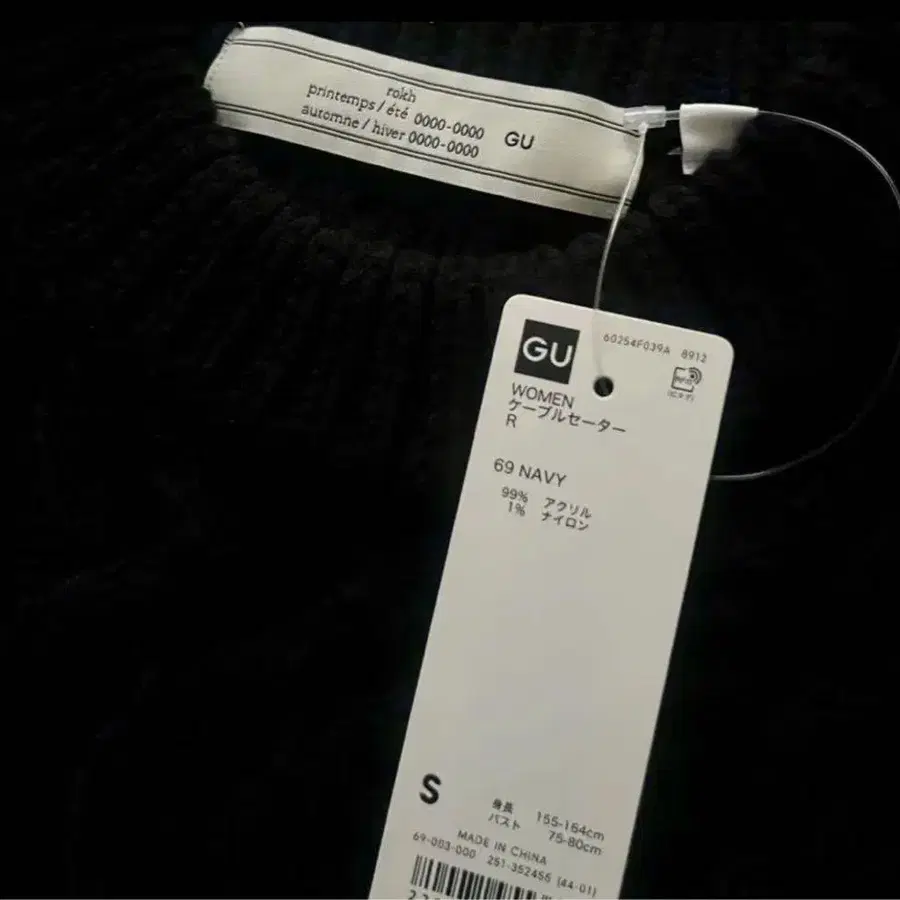 rokh
printemps / été 0000-0000
automne / hiver 0000-0000
GU
GU
60254F039A 8912
RFID
WOMEN
ケーブルセーター
R
69 NAVY
99% アクリル
1% ナイロン
S
身長 155-164cm
バスト 75-80cm
MADE IN CHINA
69-003-000 251-352455 (44-01)